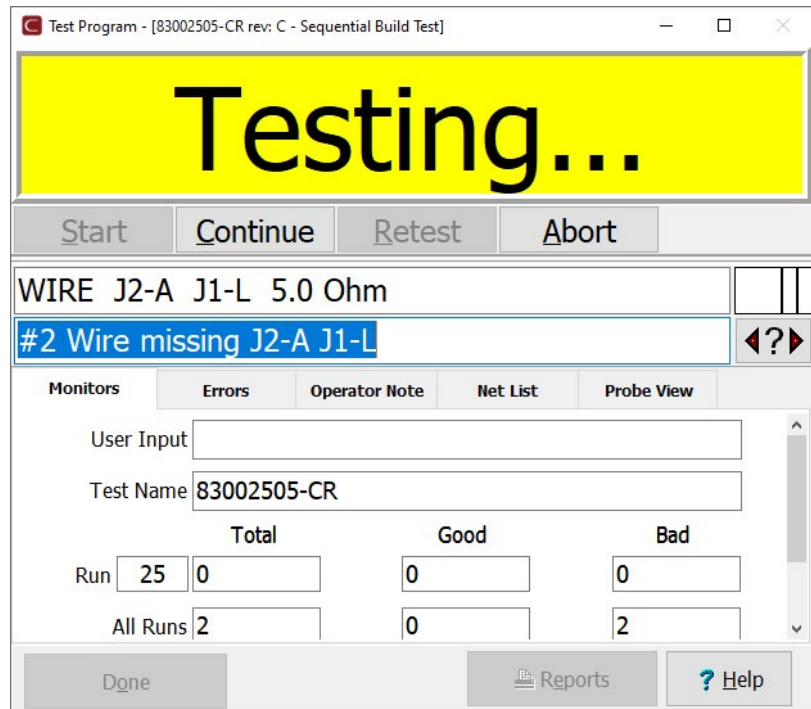 Test Program - [83002505-CR rev: C - Sequential Build Test]
Testing...
Start Continue Retest Abort
WIRE J2-A J1-L 5.0 Ohm
#2 Wire missing J2-A J1-L
?
Monitors Errors Operator Note Net List Probe View
User Input
Test Name 83002505-CR
Total Good Bad
Run 25 0 0 0
All Runs 2 0 2
Done Reports ? Help